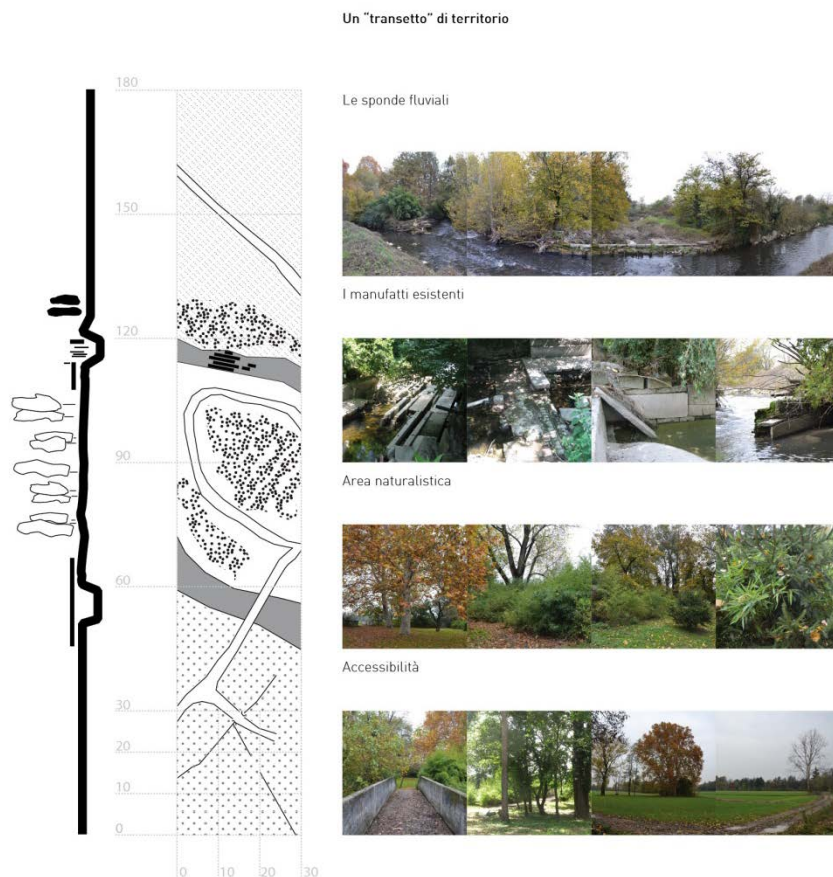 Un “transetto” di territorio
Le sponde fluviali
I manufatti esistenti
Area naturalistica
Accessibilità
180
150
120
90
60
30
20
10
0
0 10 20 30